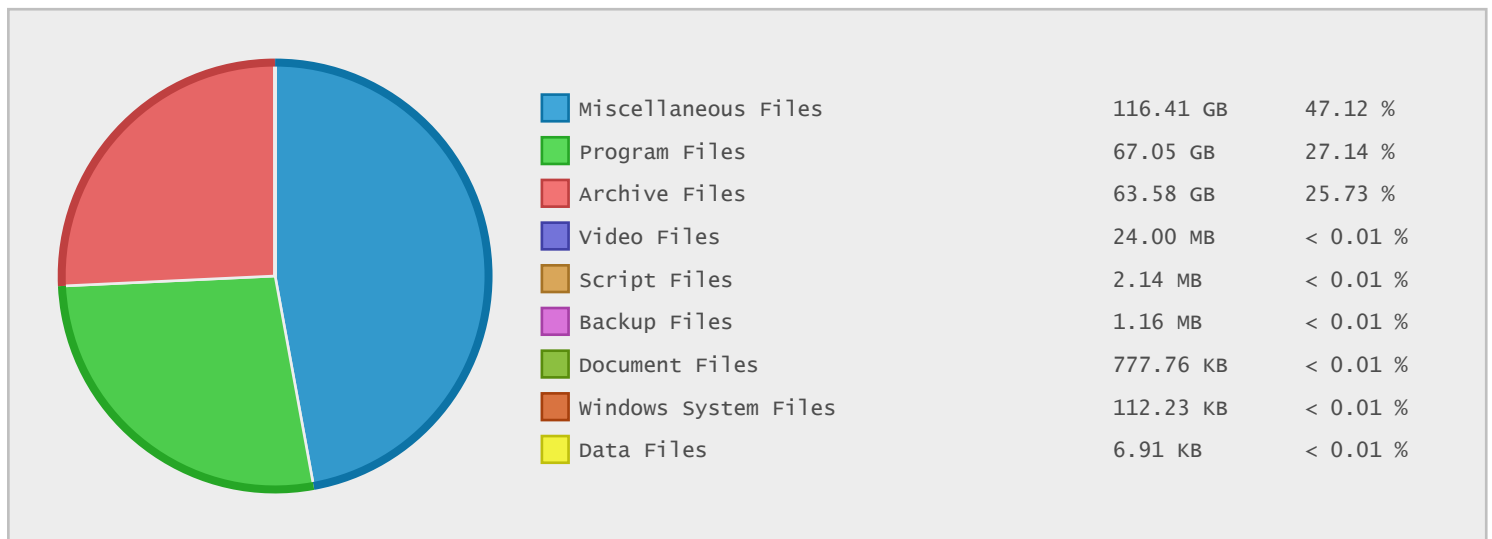 Miscellaneous Files 116.41 GB 47.12 %
Program Files 67.05 GB 27.14 %
Archive Files 63.58 GB 25.73 %
Video Files 24.00 MB < 0.01 %
Script Files 2.14 MB < 0.01 %
Backup Files 1.16 MB < 0.01 %
Document Files 777.76 KB < 0.01 %
Windows System Files 112.23 KB < 0.01 %
Data Files 6.91 KB < 0.01 %